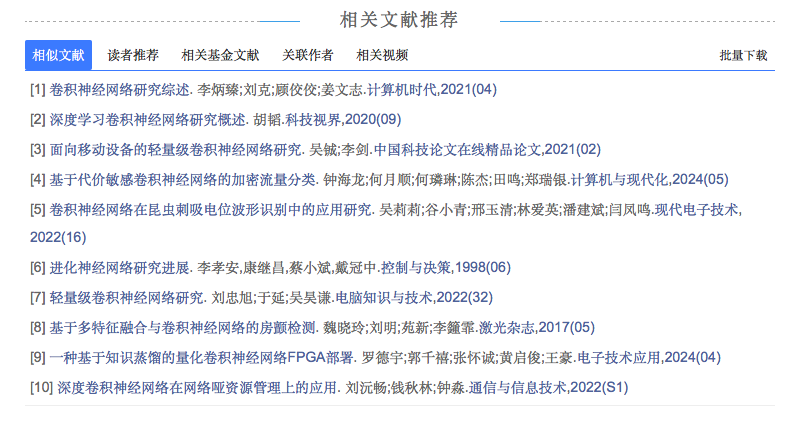 相关文献推荐
相似文献 读者推荐 相关基金文献 关联作者 相关视频 批量下载
[1] 卷积神经网络研究综述. 李炳臻;刘克;顾佼佼;姜文志.计算机时代,2021(04)
[2] 深度学习卷积神经网络研究概述. 胡韬.科技视界,2020(09)
[3] 面向移动设备的轻量级卷积神经网络研究. 吴铖;李剑.中国科技论文在线精品论文,2021(02)
[4] 基于代价敏感卷积神经网络的加密流量分类. 钟海龙;何月顺;何璘琳;陈杰;田鸣;郑瑞银.计算机与现代化,2024(05)
[5] 卷积神经网络在昆虫刺吸电位波形识别中的应用研究. 吴莉莉;谷小青;邢玉清;林爱英;潘建斌;闫凤鸣.现代电子技术,
2022(16)
[6] 进化神经网络研究进展. 李孝安,康继昌,蔡小斌,戴冠中.控制与决策,1998(06)
[7] 轻量级卷积神经网络研究. 刘忠旭;于延;吴昊谦.电脑知识与技术,2022(32)
[8] 基于多特征融合与卷积神经网络的房颤检测. 魏晓玲;刘明;苑新;李籦霏.激光杂志,2017(05)
[9] 一种基于知识蒸馏的量化卷积神经网络FPGA部署. 罗德宇;郭千禧;张怀诚;黄启俊;王豪.电子技术应用,2024(04)
[10] 深度卷积神经网络在网络哑资源管理上的应用. 刘沅畅;钱秋林;钟淼.通信与信息技术,2022(S1)